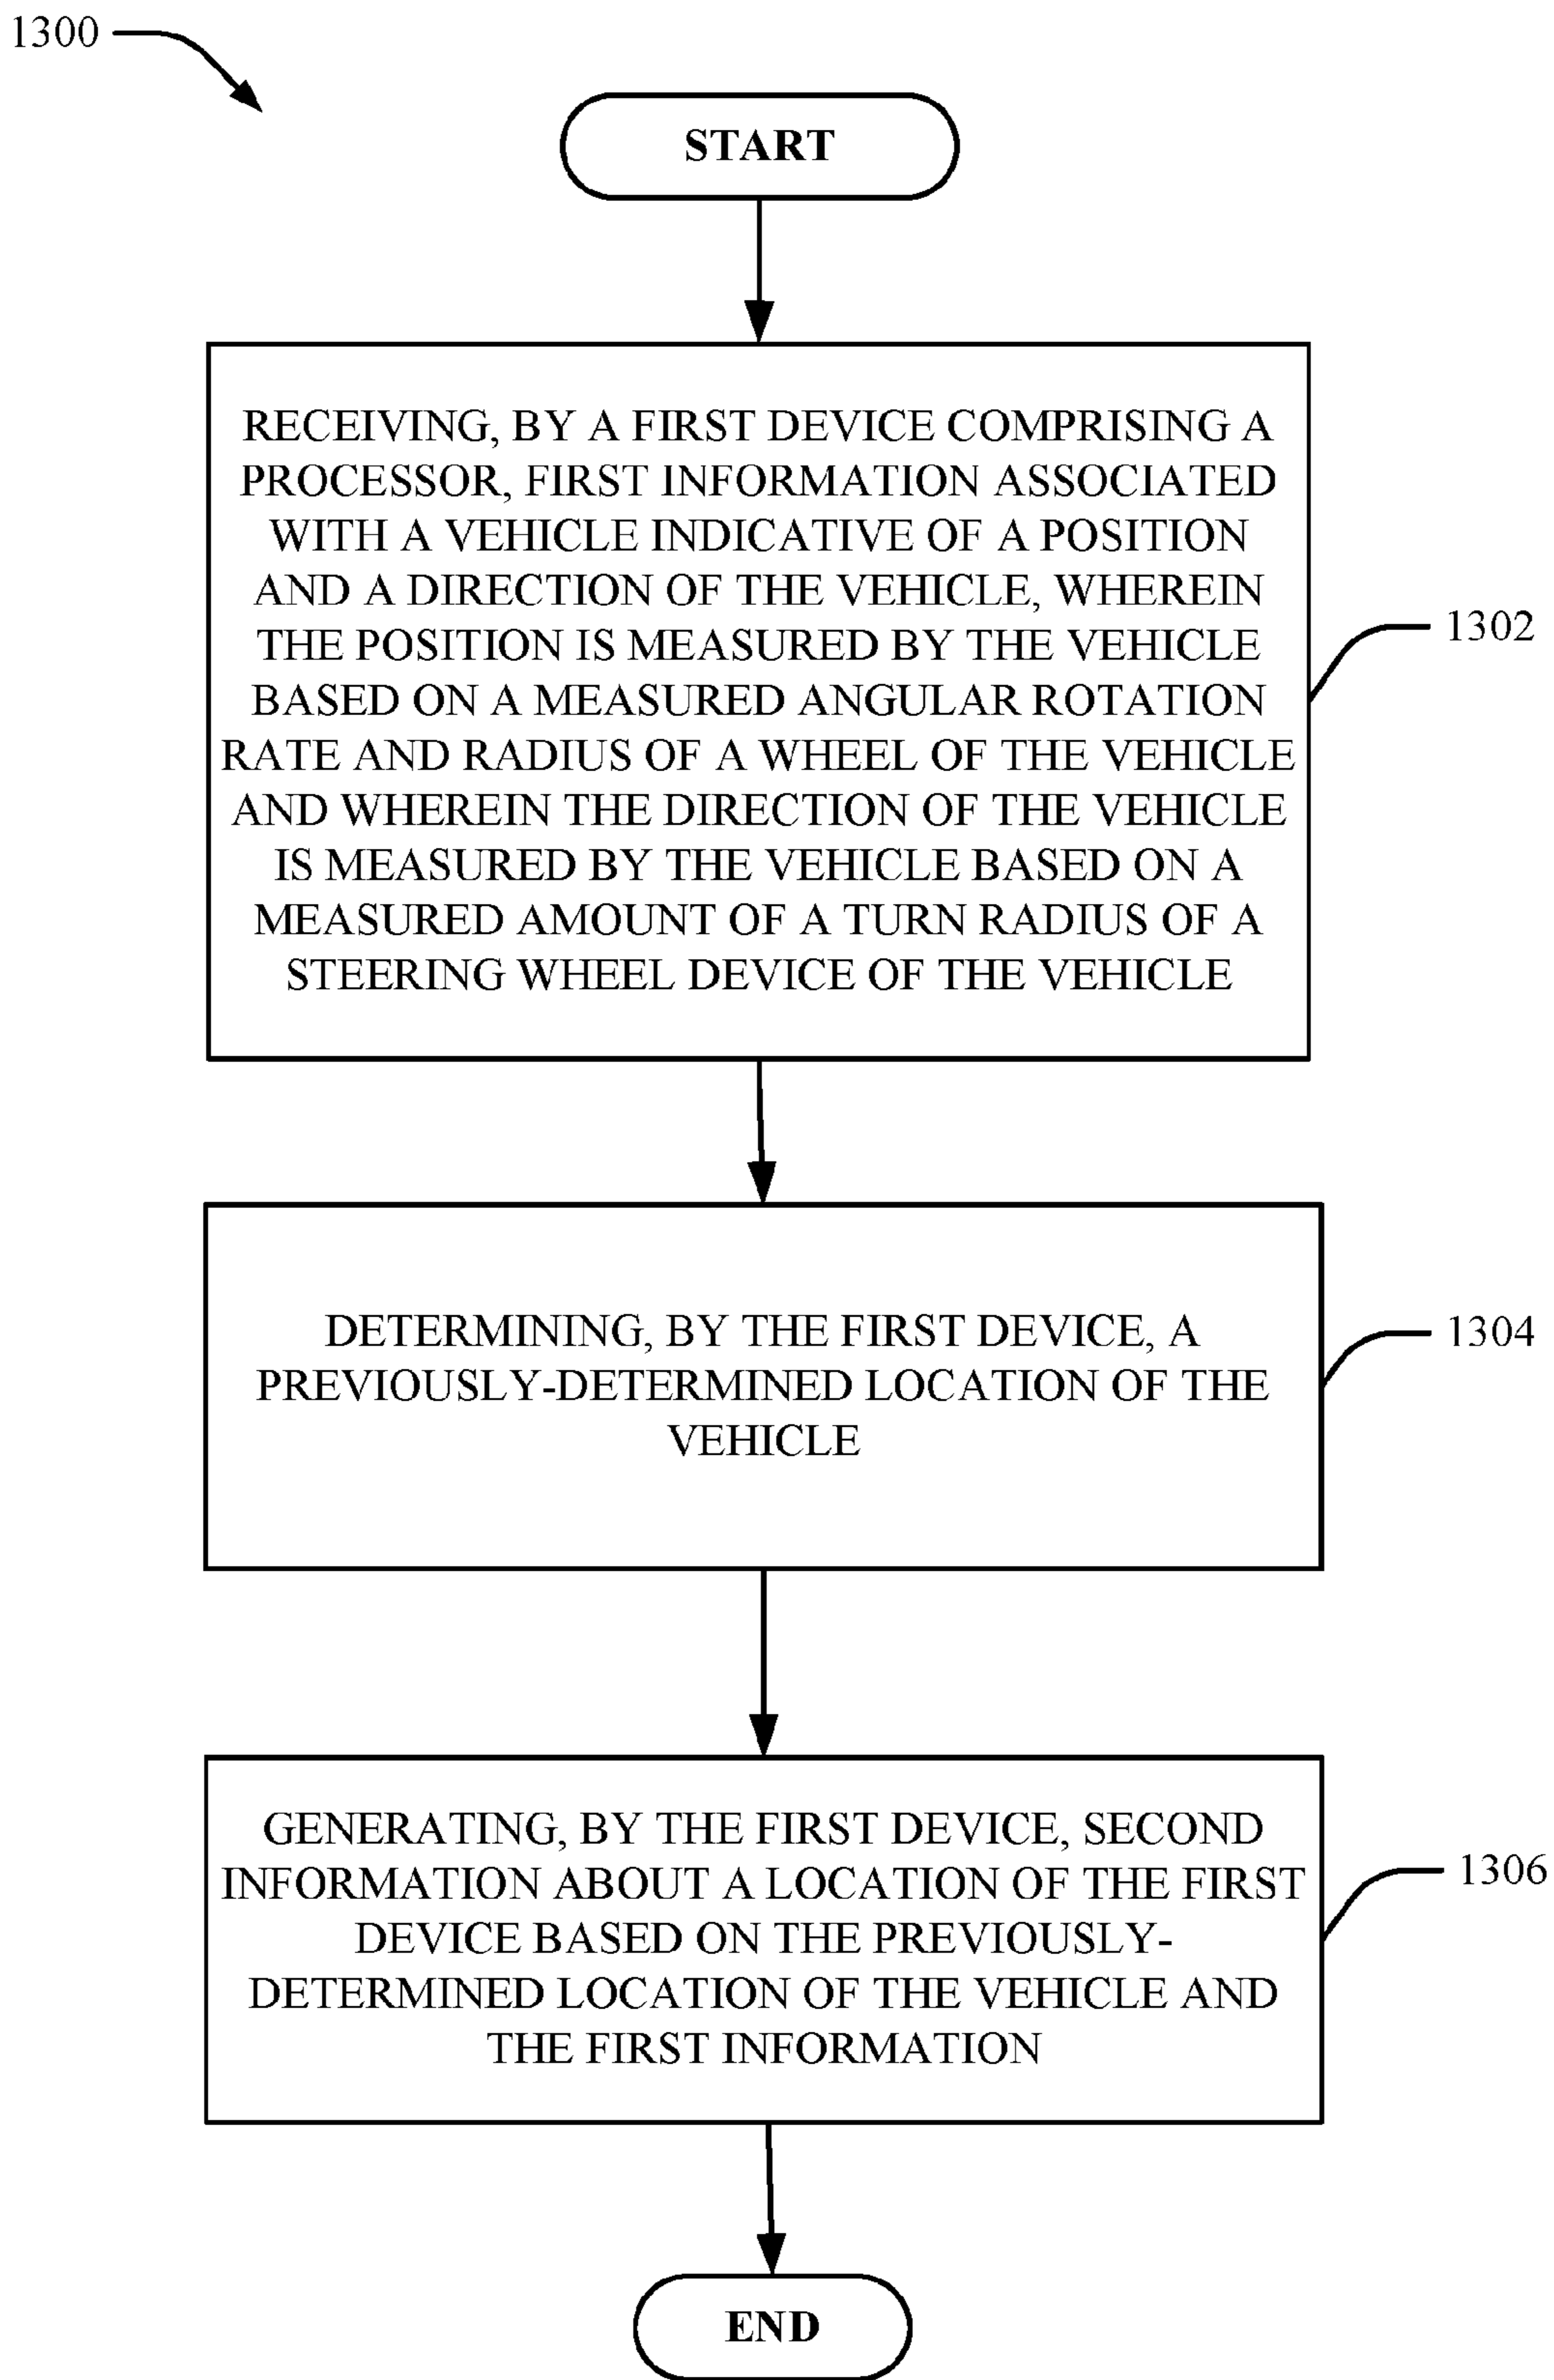 1300
START
RECEIVING, BY A FIRST DEVICE COMPRISING A
PROCESSOR, FIRST INFORMATION ASSOCIATED
WITH A VEHICLE INDICATIVE OF A POSITION
AND A DIRECTION OF THE VEHICLE, WHEREIN
THE POSITION IS MEASURED BY THE VEHICLE
BASED ON A MEASURED ANGULAR ROTATION
RATE AND RADIUS OF A WHEEL OF THE VEHICLE
AND WHEREIN THE DIRECTION OF THE VEHICLE
IS MEASURED BY THE VEHICLE BASED ON A
MEASURED AMOUNT OF A TURN RADIUS OF A
STEERING WHEEL DEVICE OF THE VEHICLE
1302
DETERMINING, BY THE FIRST DEVICE, A
PREVIOUSLY-DETERMINED LOCATION OF THE
VEHICLE
1304
GENERATING, BY THE FIRST DEVICE, SECOND
INFORMATION ABOUT A LOCATION OF THE FIRST
DEVICE BASED ON THE PREVIOUSLY-
DETERMINED LOCATION OF THE VEHICLE AND
THE FIRST INFORMATION
1306
END